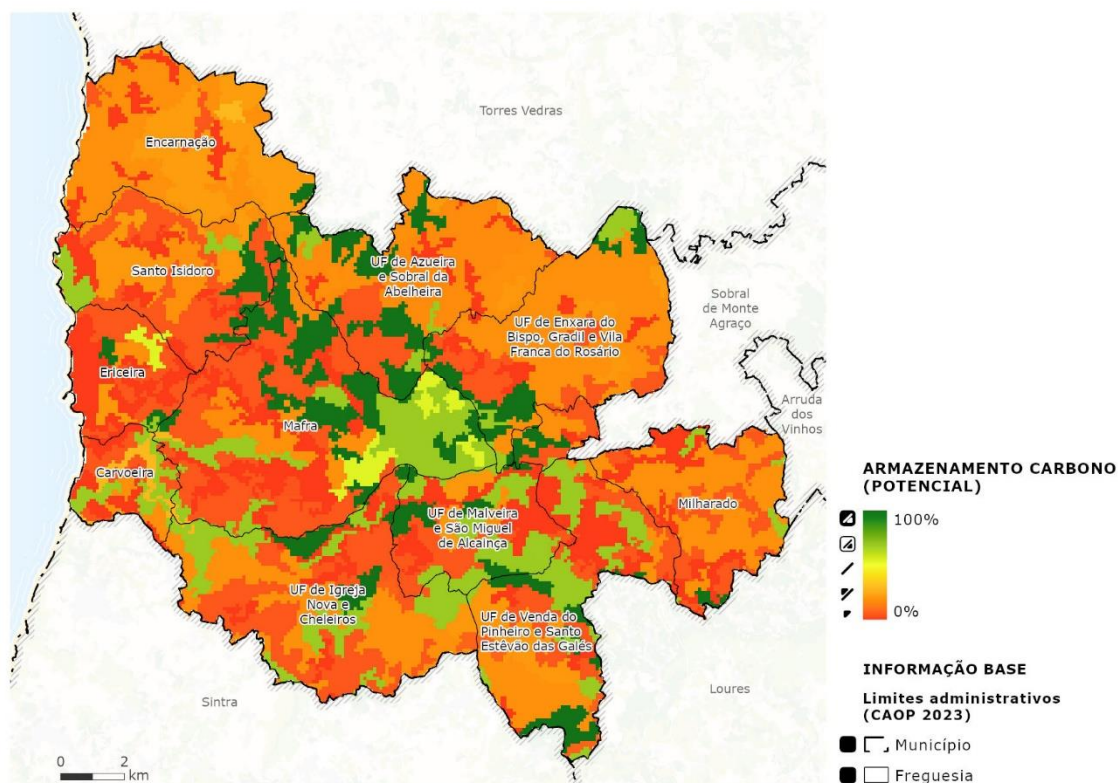 Torres Vedras
Encarnação
Santo Isidoro
UF de Azueira
e Sobral da
Abelheira
Sobral
de Monte
Agraço
UF de Enxara do
Bispo, Gradil e Vila
Franca do Rosário
Ericeira
Arruda
dos
Vinhos
Mafra
Carvoeira
Milharado
UF de Malveira
e São Miguel
de Alcainça
UF de Igreja
Nova e
Cheleiros
UF de Venda do
Pinheiro e Santo
Estêvão das Galés
Sintra
Loures
0 2
km
ARMAZENAMENTO CARBONO
(POTENCIAL)
100%
0%
INFORMAÇÃO BASE
Limites administrativos
(CAOP 2023)
Município
Freguesia